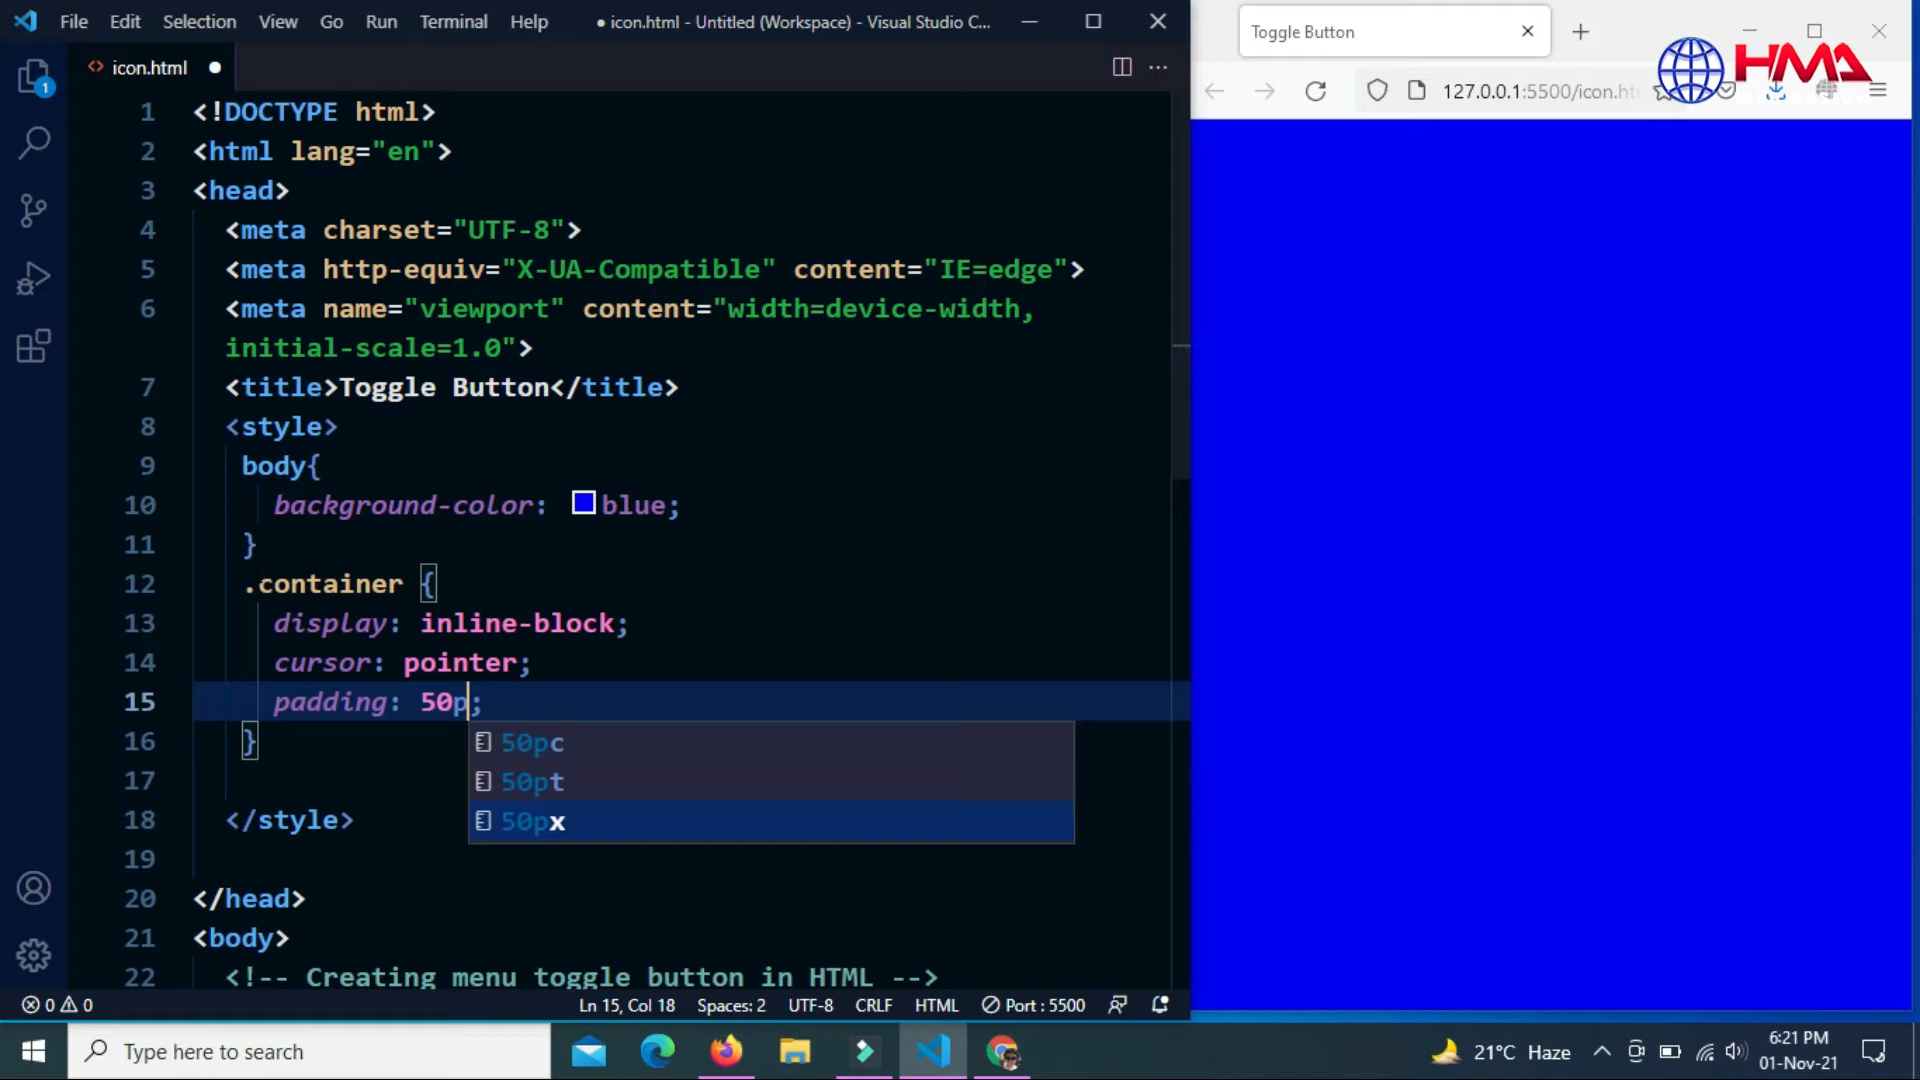 File Edit Selection View Go Run Terminal Help ● icon.html - Untitled (Workspace) - Visual Studio C...
1
<> icon.html ●
1 <!DOCTYPE html>
2 <html lang="en">
3 <head>
4 <meta charset="UTF-8">
5 <meta http-equiv="X-UA-Compatible" content="IE=edge">
6 <meta name="viewport" content="width=device-width,
initial-scale=1.0">
7 <title>Toggle Button</title>
8 <style>
9 body{
10 background-color: blue;
11 }
12 .container {
13 display: inline-block;
14 cursor: pointer;
15 padding: 50p;
16 }
17
18 </style>
19
20 </head>
21 <body>
22 <!-- Creating menu toggle button in HTML -->
50pc
50pt
50px
0 0 Ln 15, Col 18 Spaces: 2 UTF-8 CRLF HTML Port : 5500
Toggle Button
127.0.0.1:5500/icon.ht
HMA
Type here to search
21°C Haze
6:21 PM
01-Nov-21